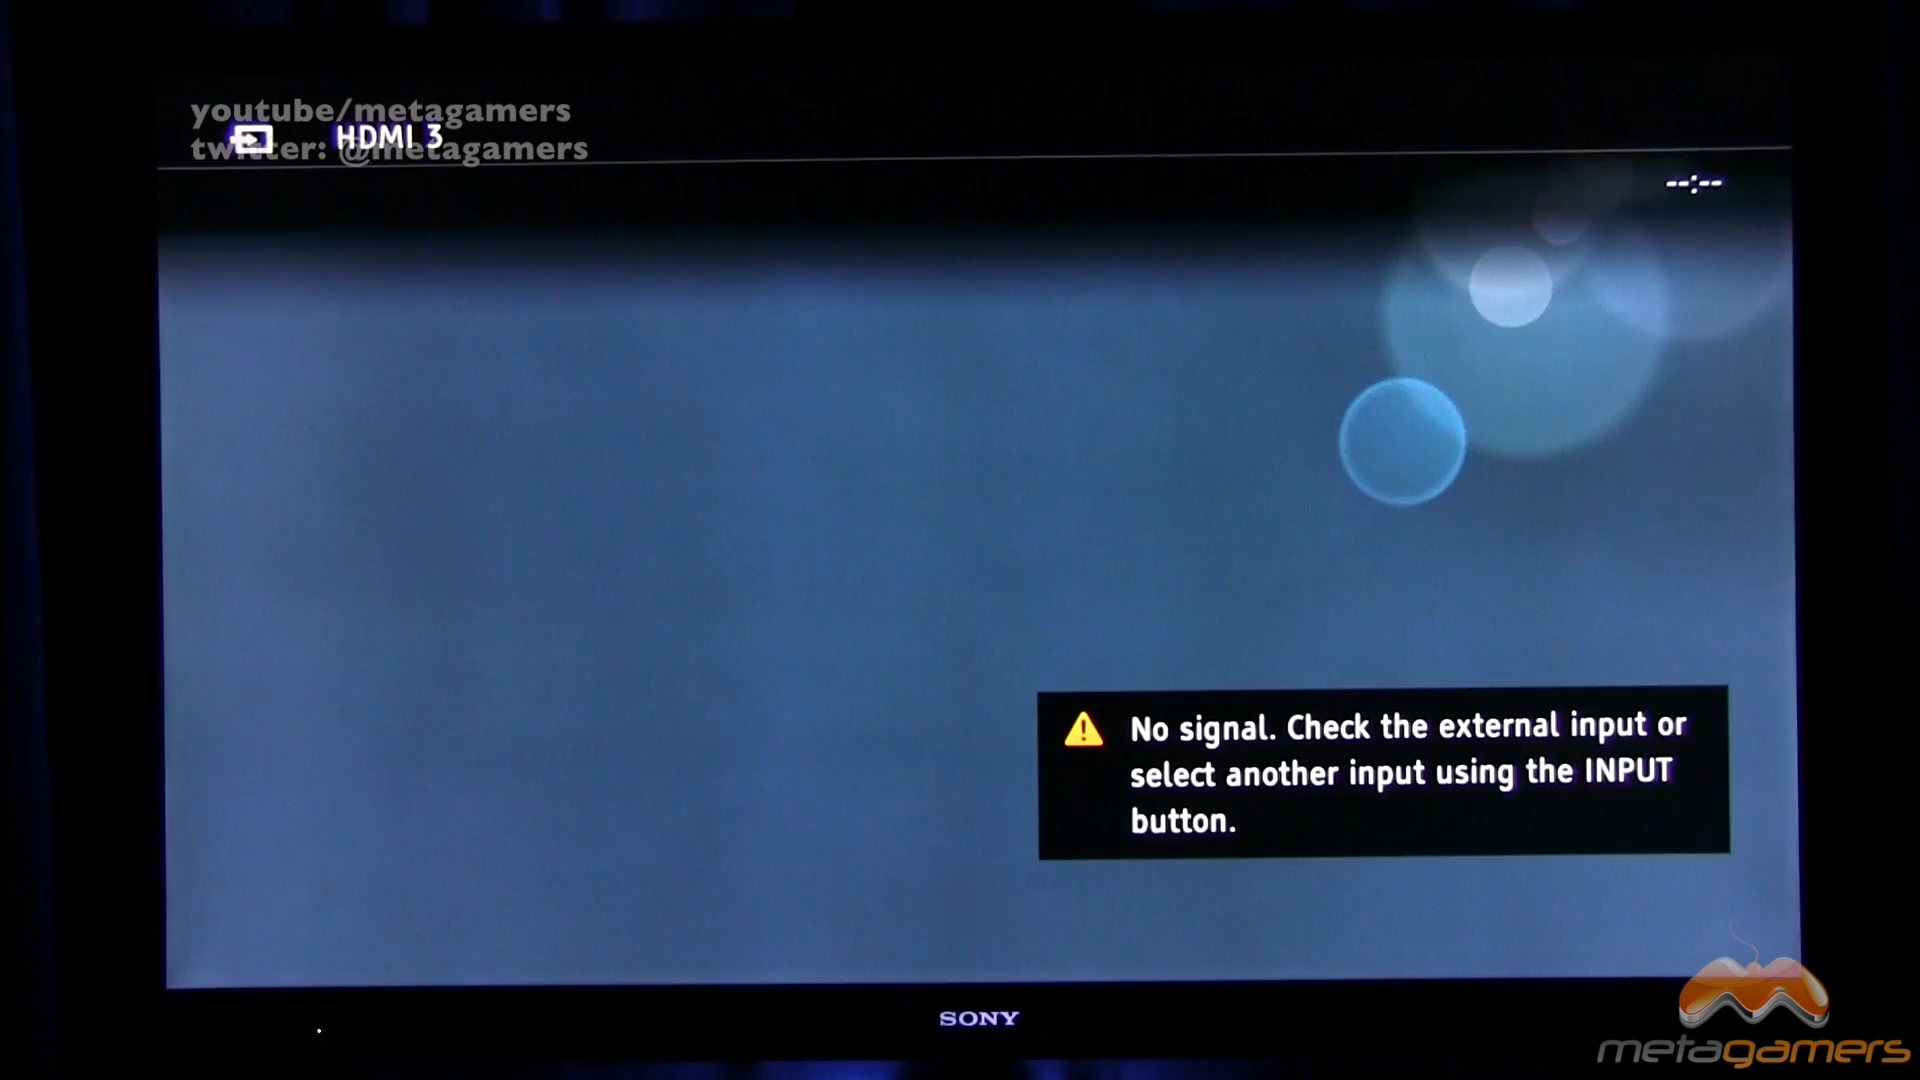 youtube/metagamers
HDMI 3
twitter: @metagamers
--:--
No signal. Check the external input or
select another input using the INPUT
button.
SONY
metagamers